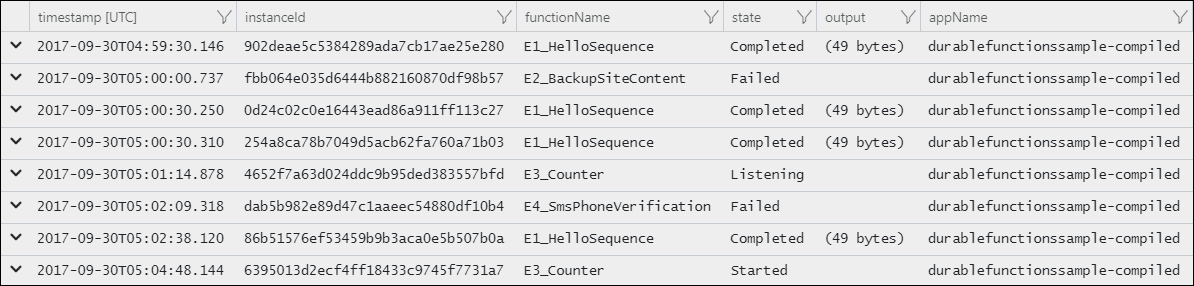 timestamp [UTC] instanceId functionName state output appName
2017-09-30T04:59:30.146 902deae5c5384289ada7cb17ae25e280 E1_HelloSequence Completed (49 bytes) durablefunctionssample-compiled
2017-09-30T05:00:00.737 fbb064e035d6444b882160870df98b57 E2_BackupSiteContent Failed durablefunctionssample-compiled
2017-09-30T05:00:30.250 0d24c02c0e16443ead86a911ff113c27 E1_HelloSequence Completed (49 bytes) durablefunctionssample-compiled
2017-09-30T05:00:30.310 254a8ca78b7049d5acb62fa760a71b03 E1_HelloSequence Completed (49 bytes) durablefunctionssample-compiled
2017-09-30T05:01:14.878 4652f7a63d024ddc9b95ded383557bfd E3_Counter Listening durablefunctionssample-compiled
2017-09-30T05:02:09.318 dab5b982e89d47c1aaeec54880df10b4 E4_SmsPhoneVerification Failed durablefunctionssample-compiled
2017-09-30T05:02:38.120 86b51576ef53459b9b3aca0e5b507b0a E1_HelloSequence Completed (49 bytes) durablefunctionssample-compiled
2017-09-30T05:04:48.144 6395013d2ecf4ff18433c9745f7731a7 E3_Counter Started durablefunctionssample-compiled